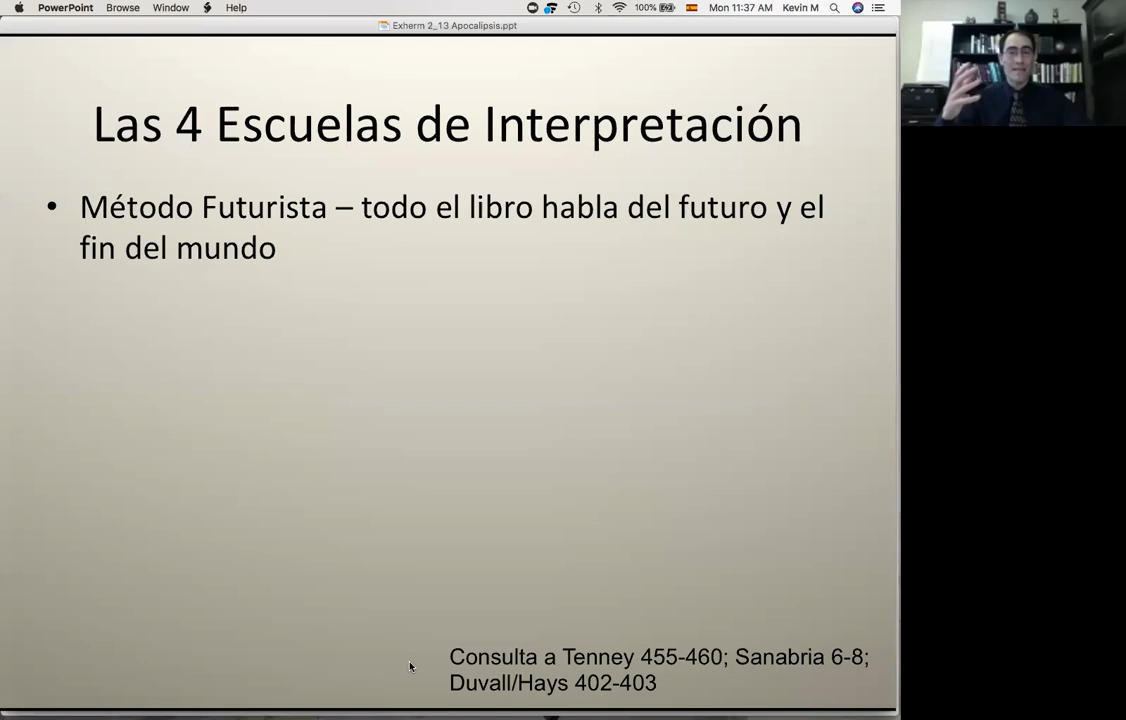 PowerPoint Browse Window Help 100% Mon 11:37 AM Kevin M
Exherm 2_13 Apocalipsis.ppt
Las 4 Escuelas de Interpretación
• Método Futurista – todo el libro habla del futuro y el
fin del mundo
Consulta a Tenney 455-460; Sanabria 6-8;
Duvall/Hays 402-403